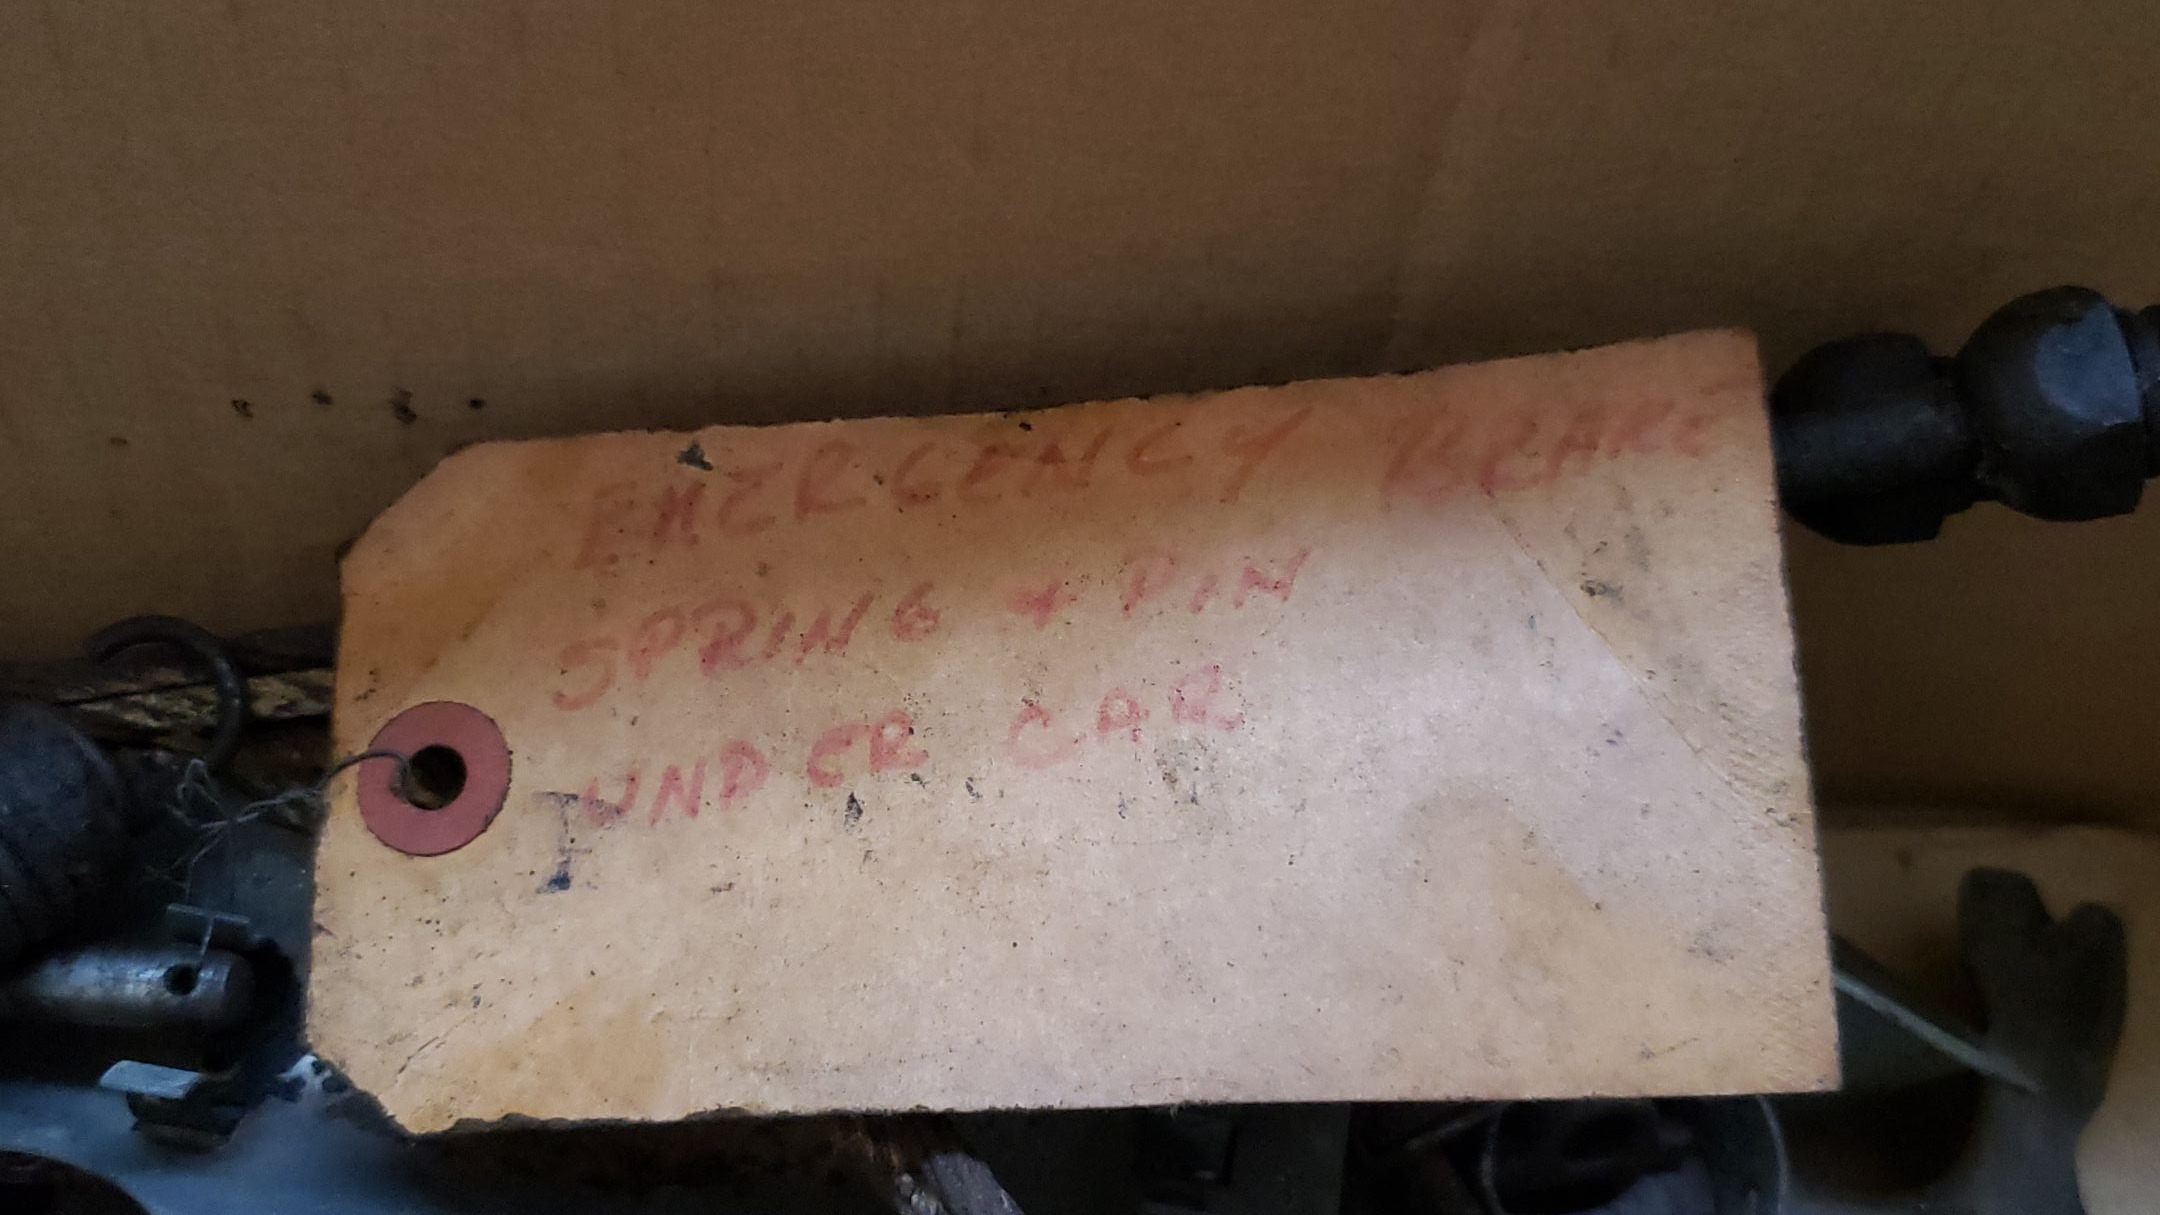 EMERGENCY BRAKE
SPRING & PIN
UNDER CAR